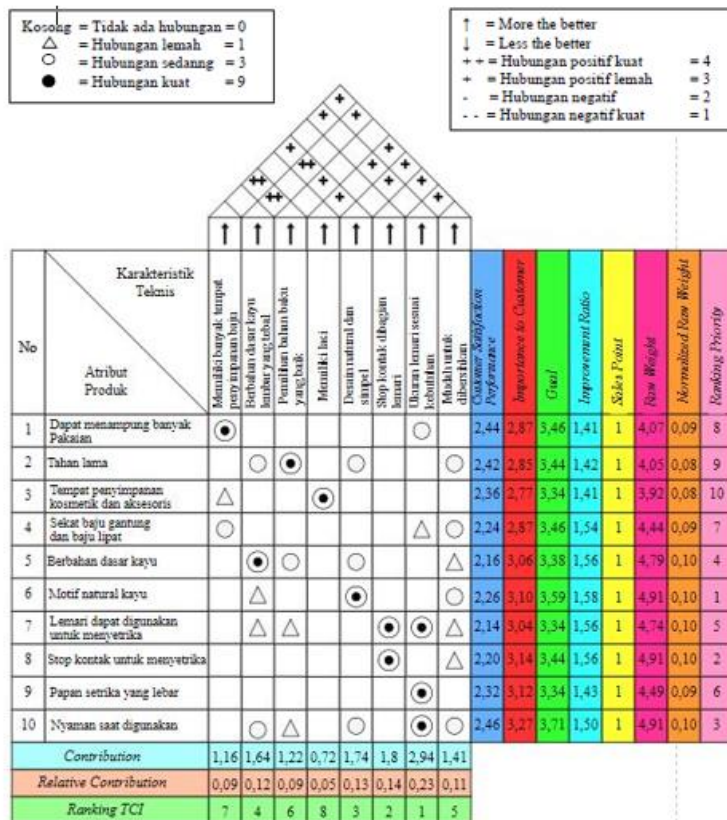 Kosong = Tidak ada hubungan = 0
△ = Hubungan lemah = 1
○ = Hubungan sedanng = 3
● = Hubungan kuat = 9
↑ = More the better
↓ = Less the better
++ = Hubungan positif kuat = 4
+ = Hubungan positif lemah = 3
- = Hubungan negatif = 2
-- = Hubungan negatif kuat = 1
No
Karakteristik
Teknis
Atribut
Produk
Memiliki banyak tempat
penyimpanan baju
Berbahan dasar kayu
lembar yang tebal
Pemilihan bahan baku
yang baik
Memiliki laci
Desain natural dan
simpel
Stop kontak dibagian
lemari
Ukuran lemari sesuai
kebutuhan
Mudah untuk
dibersihkan
Customer Satisfaction
Performance
Importance to Customer
Goal
Improvement Ratio
Sales Point
Raw Weight
Normalized Raw Weight
Ranking Priority
1 Dapat menampung banyak Pakaian 2,44 2,87 3,46 1,41 1 4,07 0,09 8
2 Tahan lama 2,42 2,85 3,44 1,42 1 4,05 0,08 9
3 Tempat penyimpanan kosmetik dan aksesoris 2,36 2,77 3,34 1,41 1 3,92 0,08 10
4 Sekat baju gantung dan baju lipat 2,24 2,87 3,46 1,54 1 4,44 0,09 7
5 Berbahan dasar kayu 2,16 3,06 3,38 1,56 1 4,79 0,10 4
6 Motif natural kayu 2,26 3,10 3,59 1,58 1 4,91 0,10 1
7 Lemari dapat digunakan untuk menyetrika 2,14 3,04 3,34 1,56 1 4,74 0,10 5
8 Stop kontak untuk menyetrika 2,20 3,14 3,44 1,56 1 4,91 0,10 2
9 Papan setrika yang lebar 2,32 3,12 3,34 1,43 1 4,49 0,09 6
10 Nyaman saat digunakan 2,46 3,27 3,71 1,50 1 4,91 0,10 3
Contribution 1,16 1,64 1,22 0,72 1,74 1,8 2,94 1,41
Relative Contribution 0,09 0,12 0,09 0,05 0,13 0,14 0,23 0,11
Ranking TCI 7 4 6 8 3 2 1 5